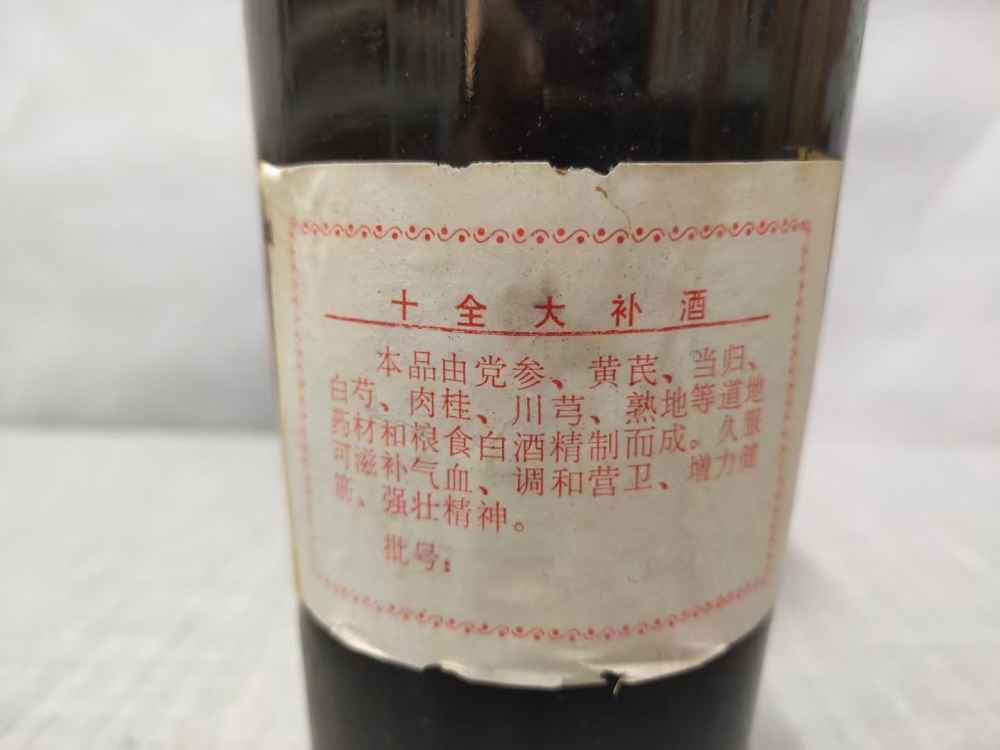 十全大补酒
本品由党参、黄芪、当归、
白芍、肉桂、川芎、熟地等道地
药材和粮食白酒精制而成。久服
可滋补气血、调和营卫、增力健
筋、强壮精神。
批号：